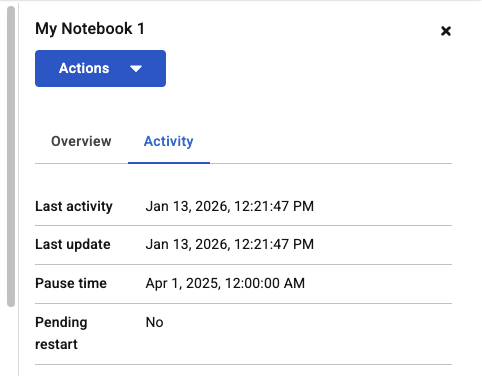 My Notebook 1
Actions
Overview Activity
Last activity Jan 13, 2026, 12:21:47 PM
Last update Jan 13, 2026, 12:21:47 PM
Pause time Apr 1, 2025, 12:00:00 AM
Pending No
restart